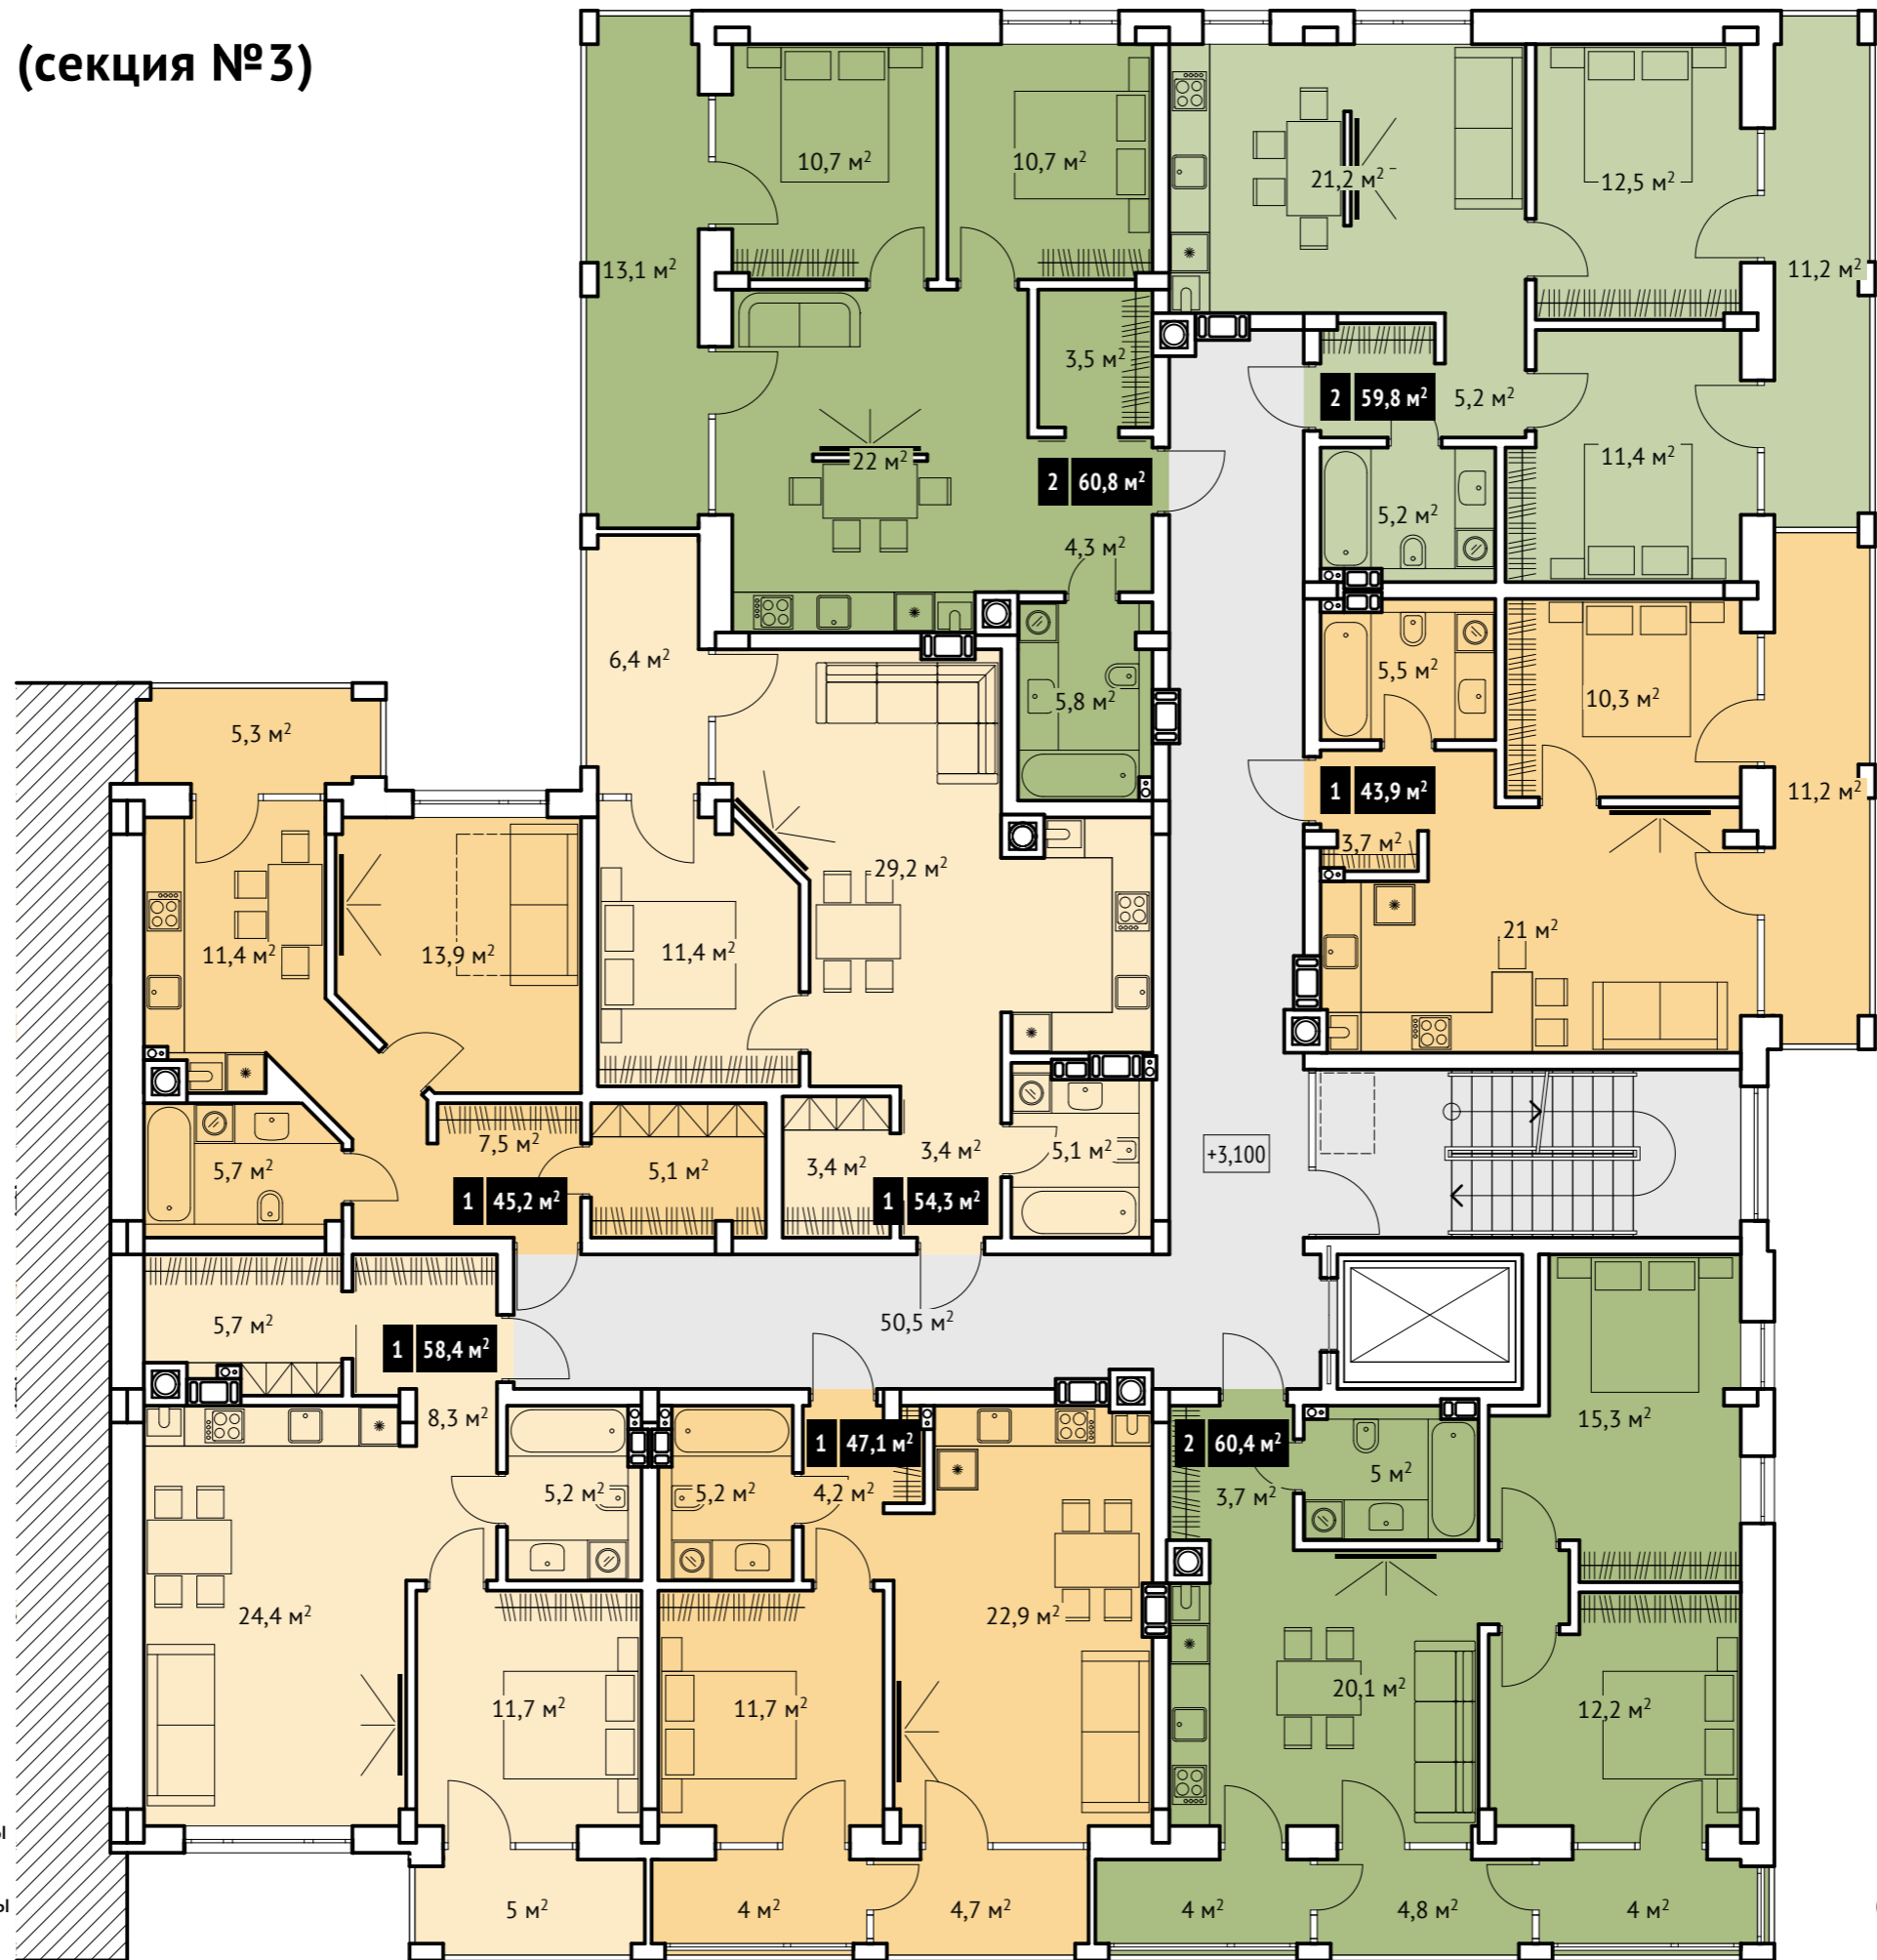 (секция №3)
10,7 м²
10,7 м²
21,2 м²
12,5 м²
13,1 м²
11,2 м²
3,5 м²
2 59,8 м²
5,2 м²
22 м²
2 60,8 м²
11,4 м²
5,2 м²
4,3 м²
6,4 м²
5,5 м²
10,3 м²
5,8 м²
5,3 м²
1 43,9 м²
11,2 м²
3,7 м²
29,2 м²
21 м²
11,4 м²
13,9 м²
11,4 м²
7,5 м²
5,7 м²
5,1 м²
3,4 м²
3,4 м²
5,1 м²
+3,100
1 45,2 м²
1 54,3 м²
50,5 м²
5,7 м²
1 58,4 м²
8,3 м²
15,3 м²
1 47,1 м²
2 60,4 м²
5 м²
5,2 м²
5,2 м²
4,2 м²
3,7 м²
24,4 м²
22,9 м²
20,1 м²
11,7 м²
11,7 м²
12,2 м²
5 м²
4 м²
4,7 м²
4 м²
4,8 м²
4 м²